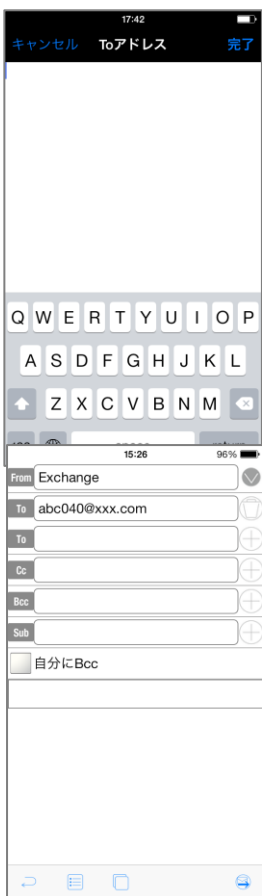 17:42
キャンセル Toアドレス 完了
Q W E R T Y U I O P
A S D F G H J K L
Z X C V B N M
15:26 96%
From Exchange
To abc040@xxx.com
To
Cc
Bcc
Sub
自分にBcc